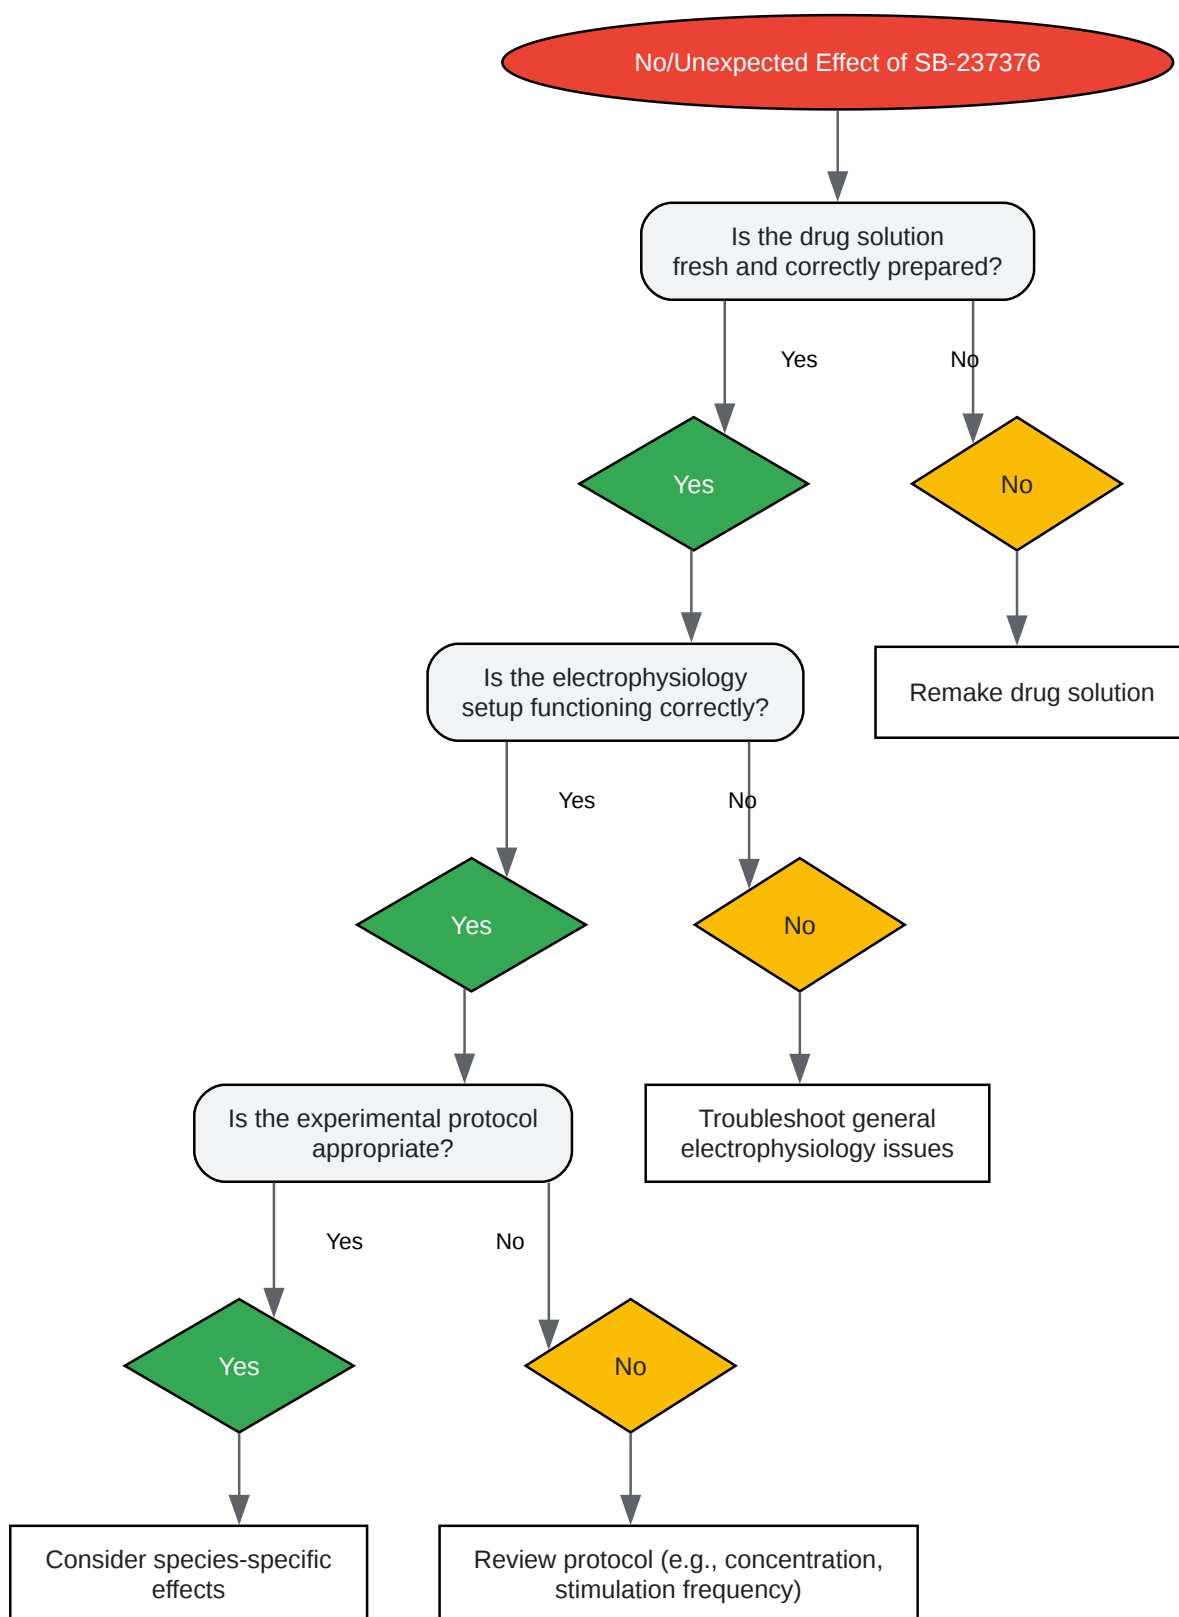 No/Unexpected Effect of SB-237376
Is the drug solution
fresh and correctly prepared?
Yes
No
Yes
No
Is the electrophysiology
setup functioning correctly?
Remake drug solution
Yes
No
Yes
No
Is the experimental protocol
appropriate?
Troubleshoot general
electrophysiology issues
Yes
No
Yes
No
Consider species-specific
effects
Review protocol (e.g., concentration,
stimulation frequency)